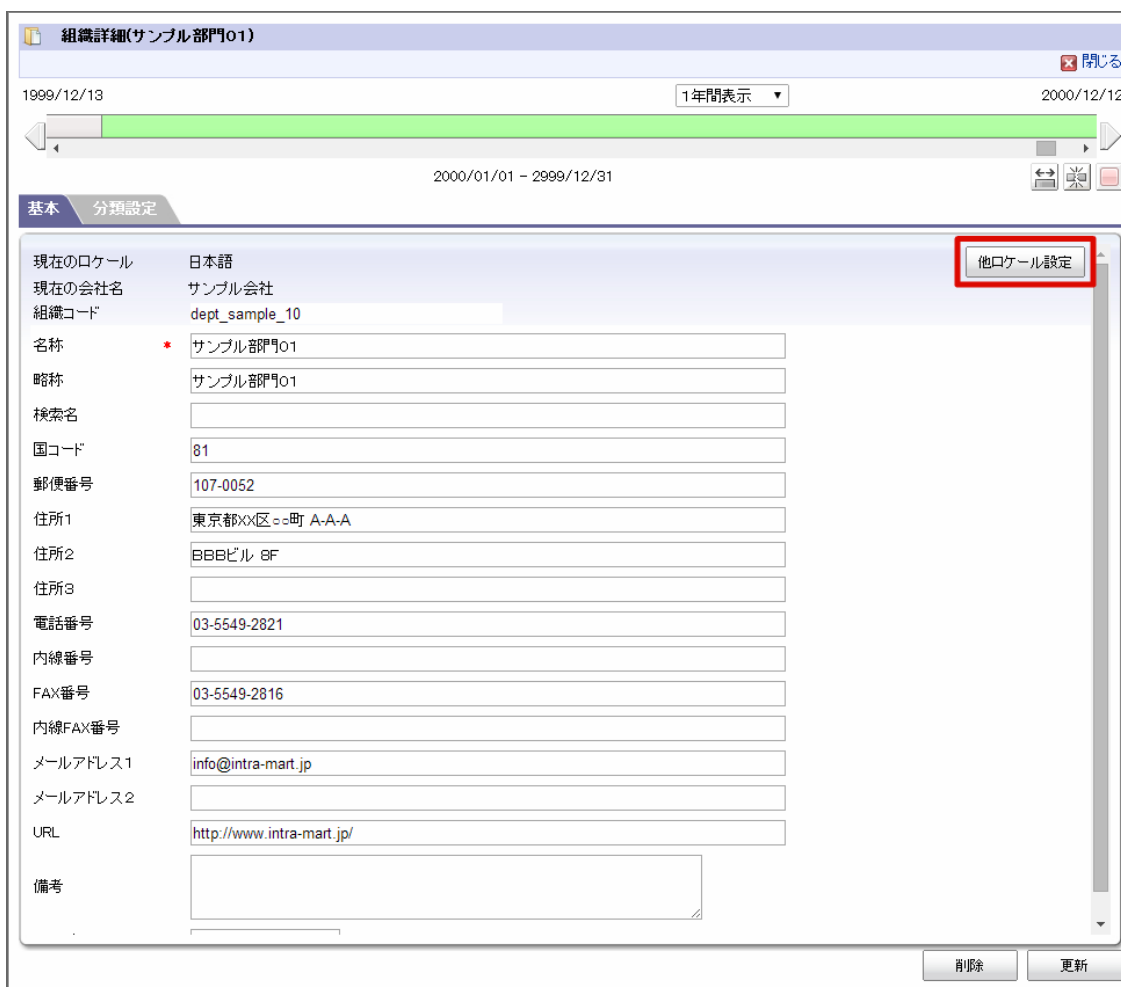 組織詳細(サンプル部門01)
閉じる
1999/12/13 1年間表示 2000/12/12
2000/01/01 - 2999/12/31
基本 分類設定
現在のロケール 日本語 他ロケール設定
現在の会社名 サンプル会社
組織コード dept_sample_10
名称 * サンプル部門01
略称 サンプル部門01
検索名
国コード 81
郵便番号 107-0052
住所1 東京都XX区○○町 A-A-A
住所2 BBBビル 8F
住所3
電話番号 03-5549-2821
内線番号
FAX番号 03-5549-2816
内線FAX番号
メールアドレス1 info@intra-mart.jp
メールアドレス2
URL http://www.intra-mart.jp/
備考
削除 更新